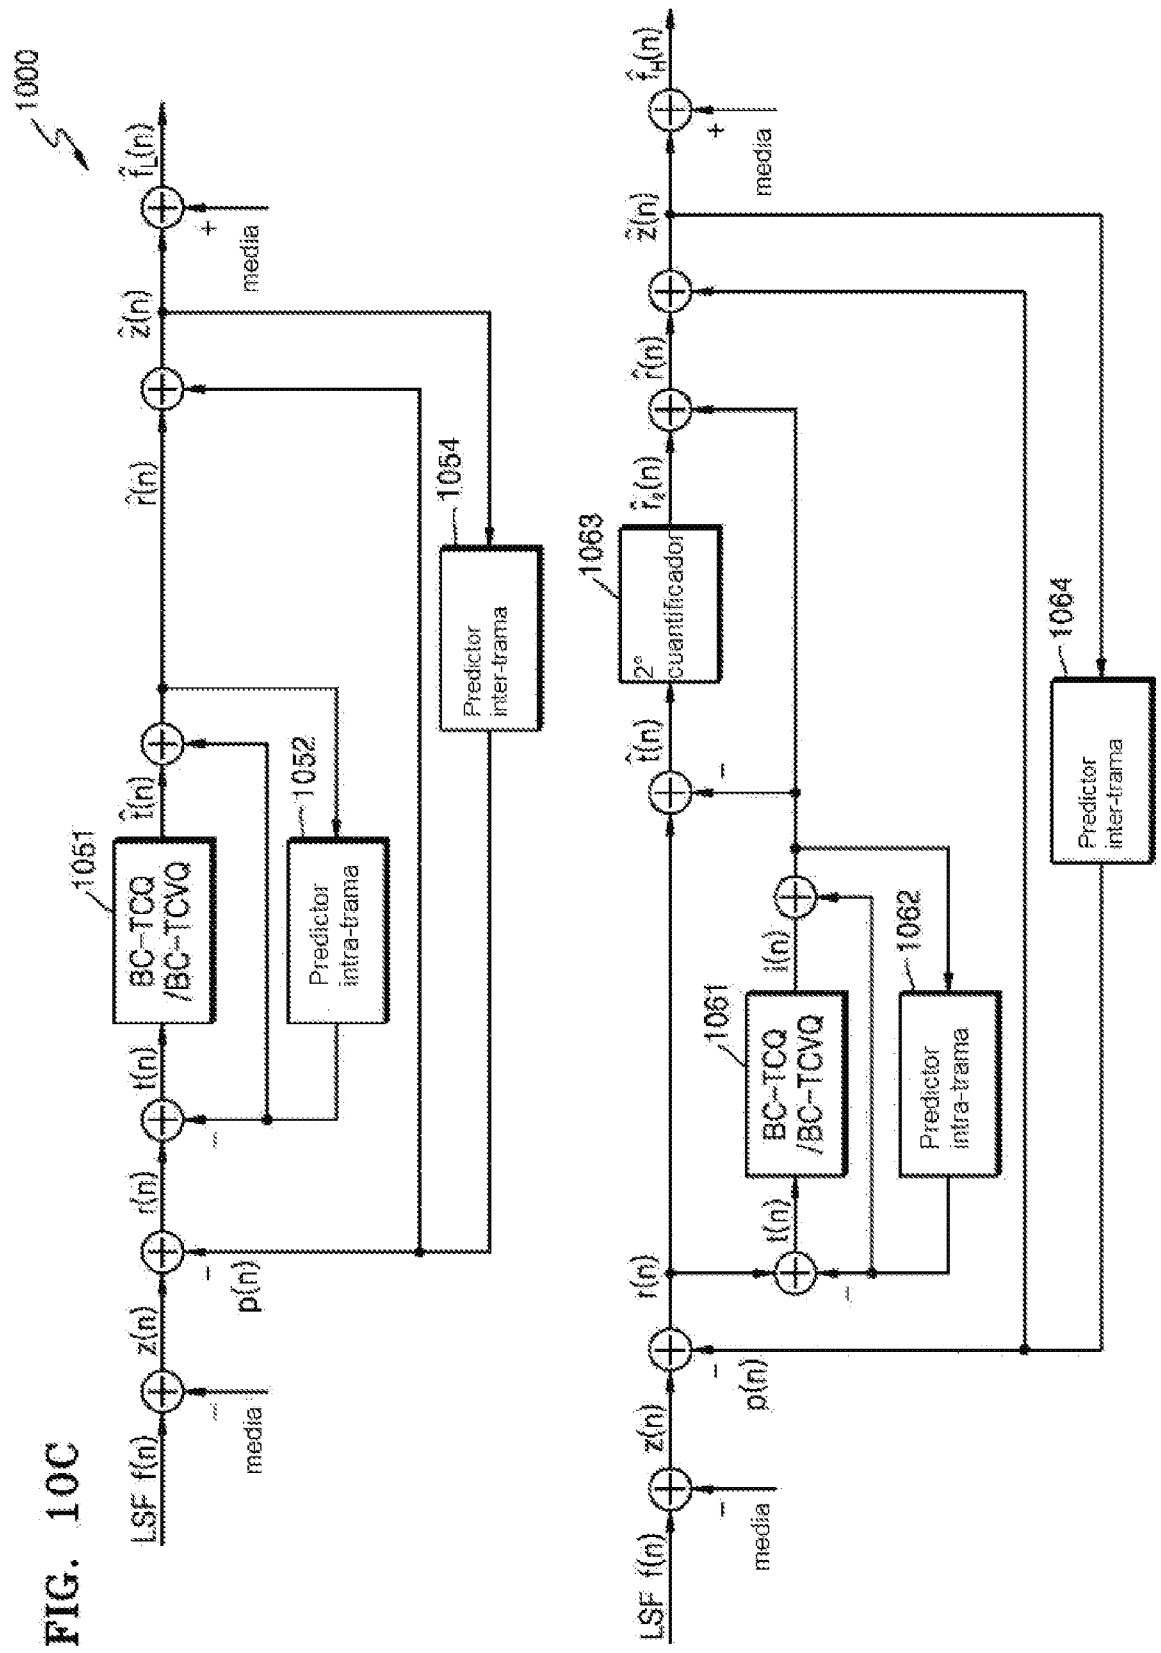 FIG. 10C
1000
LSF f(n)
media
z(n)
p(n)
r(n)
t(n)
1051
BC-TCQ
/BC-TCVQ
t̂(n)
1052
Predictor
intra-trama
r̂(n)
1054
Predictor
inter-trama
ẑ(n)
+
media
f̂L(n)
LSF f(n)
media
z(n)
p(n)
r(n)
t(n)
1061
BC-TCQ
/BC-TCVQ
i(n)
1062
Predictor
intra-trama
t̂(n)
1063
2°
cuantificador
r̂₂(n)
r̂(n)
1064
Predictor
inter-trama
ẑ(n)
+
media
f̂H(n)